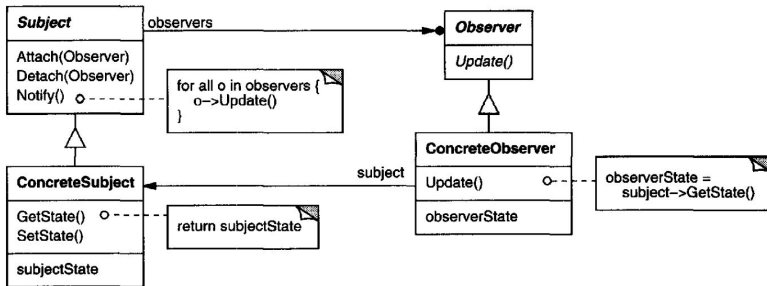 Subject
observers
Observer
Attach(Observer)
Detach(Observer)
Notify()
for all o in observers {
o->Update()
}
Update()
ConcreteSubject
GetState()
SetState()
subjectState
return subjectState
subject
ConcreteObserver
Update()
observerState
observerState =
subject->GetState()